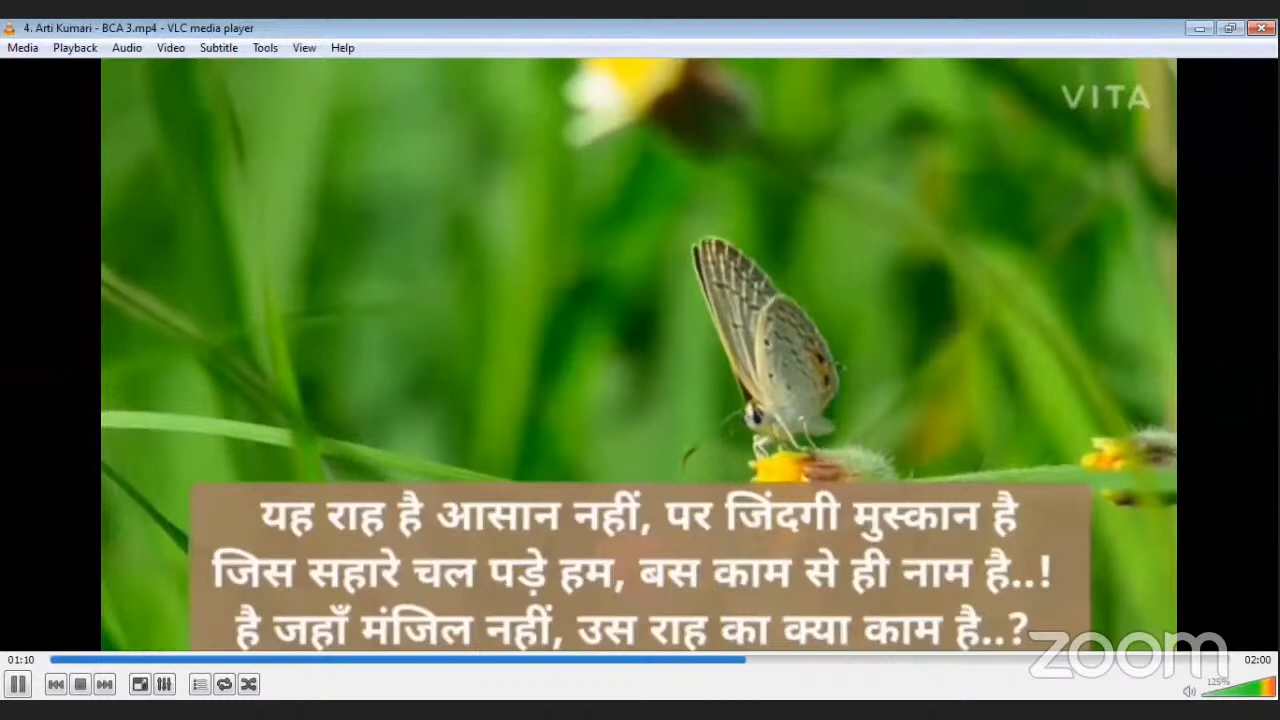 4. Arti Kumari - BCA 3.mp4 - VLC media player
Media Playback Audio Video Subtitle Tools View Help
VITA
यह राह है आसान नहीं, पर जिंदगी मुस्कान है
जिस सहारे चल पड़े हम, बस काम से ही नाम है..!
है जहाँ मंजिल नहीं, उस राह का क्या काम है..?
zoom
01:10 02:00
125%